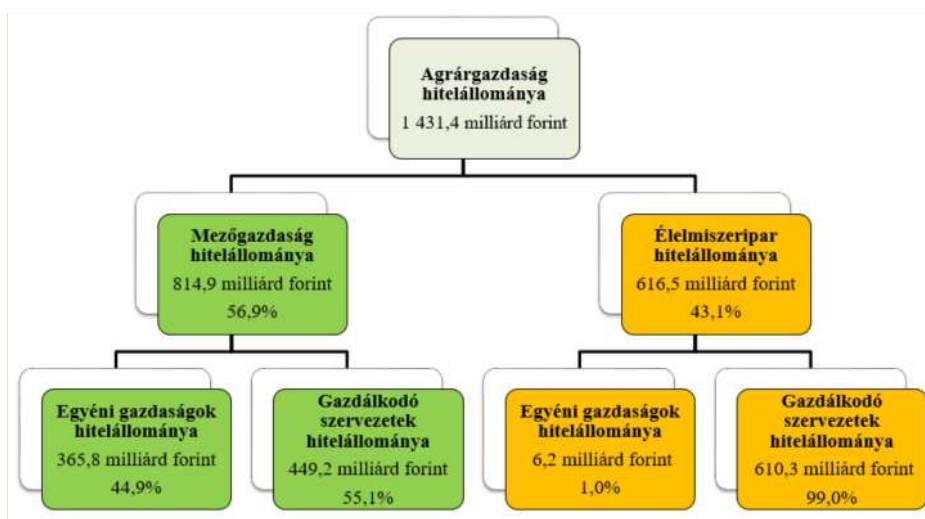 Agrárgazdaság
hitelállománya
1 431,4 milliárd forint
Mezőgazdaság
hitelállománya
814,9 milliárd forint
56,9%
Élelmiszeripar
hitelállománya
616,5 milliárd forint
43,1%
Egyéni gazdaságok
hitelállománya
365,8 milliárd forint
44,9%
Gazdálkodó
szervezetek
hitelállománya
449,2 milliárd forint
55,1%
Egyéni gazdaságok
hitelállománya
6,2 milliárd forint
1,0%
Gazdálkodó
szervezetek
hitelállománya
610,3 milliárd forint
99,0%